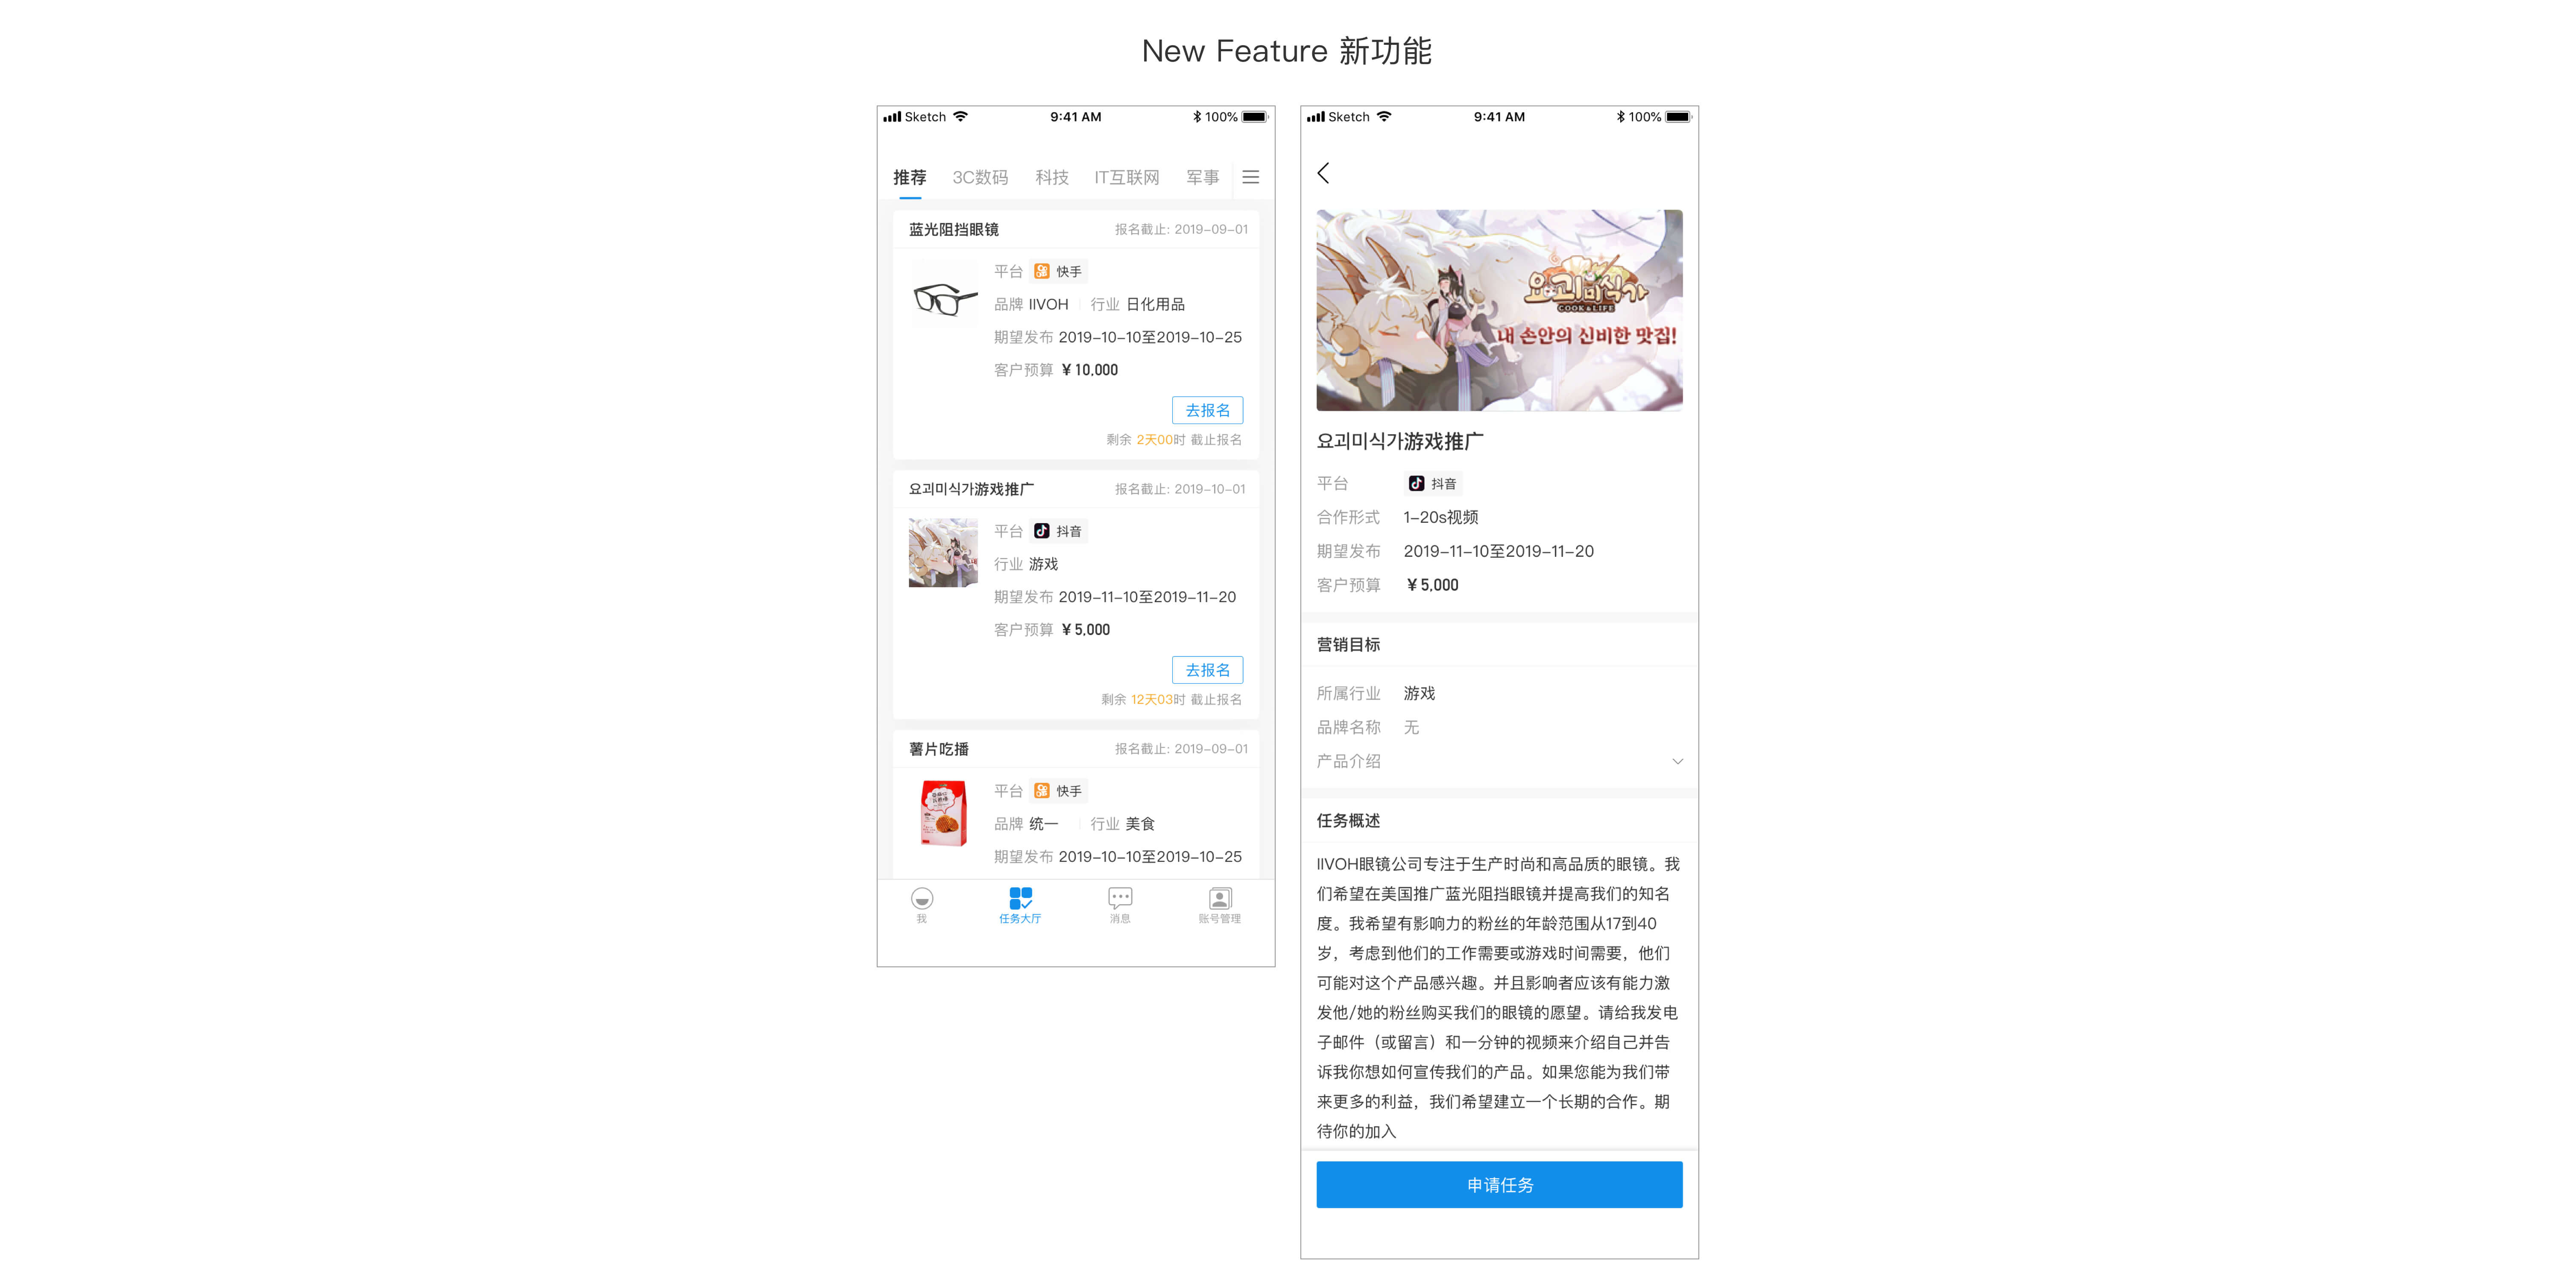 New Feature 新功能
Sketch 9:41 AM 100%
推荐 3C数码 科技 IT互联网 军事
蓝光阻挡眼镜 报名截止: 2019-09-01
平台 快手
品牌 IIVOH 行业 日化用品
期望发布 2019-10-10至2019-10-25
客户预算 ¥10,000
去报名
剩余 2天00时 截止报名
요괴미식가游戏推广 报名截止: 2019-10-01
平台 抖音
行业 游戏
期望发布 2019-11-10至2019-11-20
客户预算 ¥5,000
去报名
剩余 12天03时 截止报名
薯片吃播 报名截止: 2019-09-01
平台 快手
品牌 统一 行业 美食
期望发布 2019-10-10至2019-10-25
我 任务大厅 消息 账号管理
Sketch 9:41 AM 100%
요괴미식가
COOK&LIFE
내 손안의 신비한 맛집!
요괴미식가游戏推广
平台 抖音
合作形式 1-20s视频
期望发布 2019-11-10至2019-11-20
客户预算 ¥5,000
营销目标
所属行业 游戏
品牌名称 无
产品介绍
任务概述
IIVOH眼镜公司专注于生产时尚和高品质的眼镜。我
们希望在美国推广蓝光阻挡眼镜并提高我们的知名
度。我希望有影响力的粉丝的年龄范围从17到40
岁，考虑到他们的工作需要或游戏时间需要，他们
可能对这个产品感兴趣。并且影响者应该有能力激
发他/她的粉丝购买我们的眼镜的愿望。请给我发电
子邮件（或留言）和一分钟的视频来介绍自己并告
诉我你想如何宣传我们的产品。如果您能为我们带
来更多的利益，我们希望建立一个长期的合作。期
待你的加入
申请任务